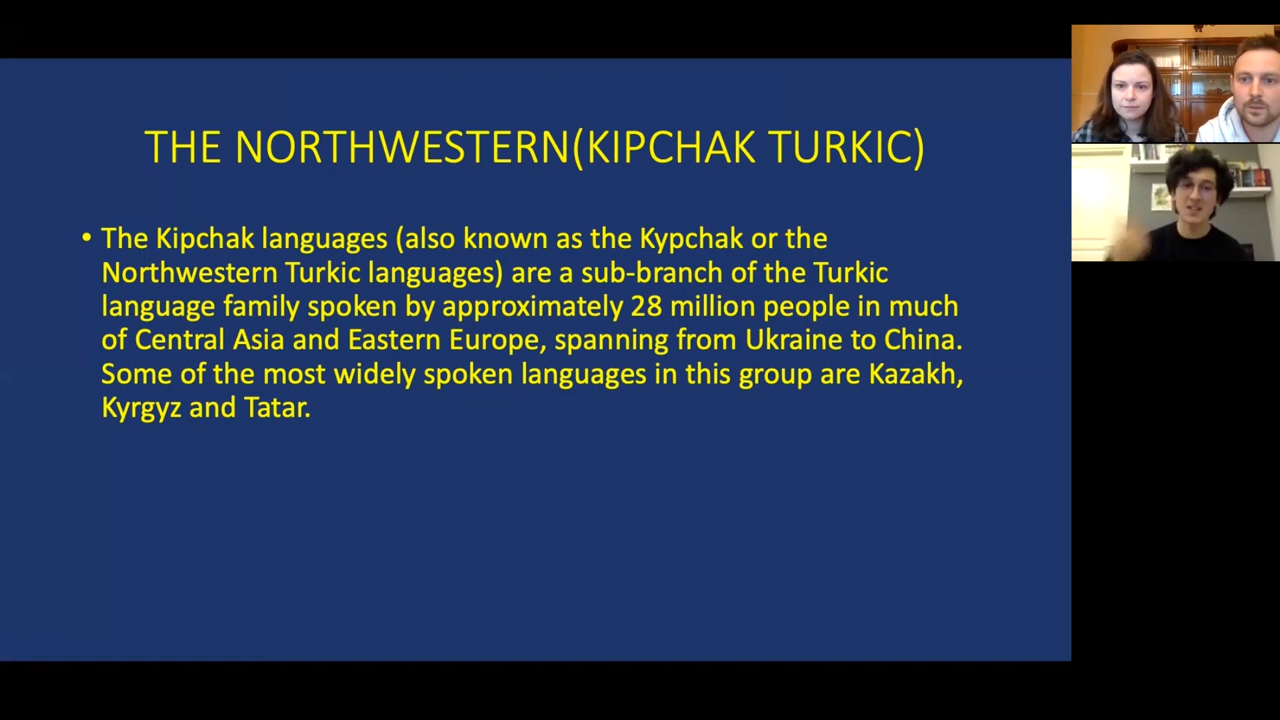 THE NORTHWESTERN(KIPCHAK TURKIC)
• The Kipchak languages (also known as the Kypchak or the
Northwestern Turkic languages) are a sub-branch of the Turkic
language family spoken by approximately 28 million people in much
of Central Asia and Eastern Europe, spanning from Ukraine to China.
Some of the most widely spoken languages in this group are Kazakh,
Kyrgyz and Tatar.